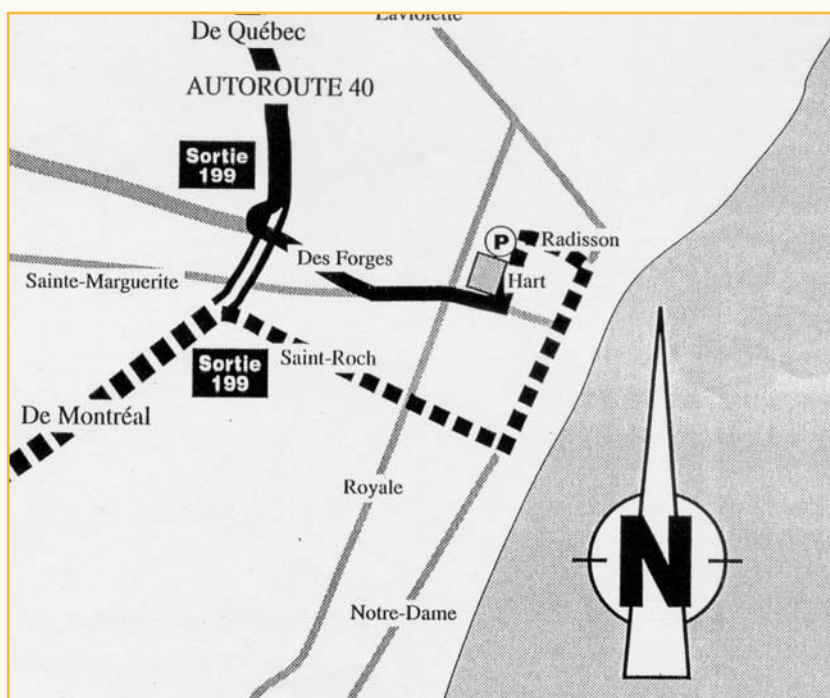 Laviolette
De Québec
AUTOROUTE 40
Sortie
199
P
Radisson
Des Forges
Hart
Sainte-Marguerite
Saint-Roch
Sortie
199
De Montréal
Royale
N
Notre-Dame